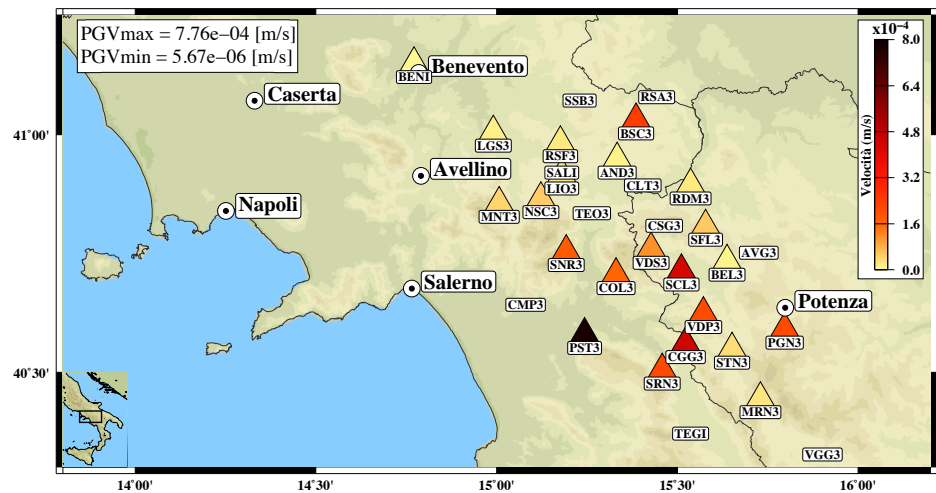 PGVmax = 7.76e−04 [m/s]
PGVmin = 5.67e−06 [m/s]
x10⁻⁴
8.0
6.4
4.8
3.2
1.6
0.0
Velocità (m/s)
Benevento
BENI
Caserta
SSB3
RSA3
BSC3
41°00'
LGS3
RSF3
Avellino
SALI
AND3
LIO3
CLT3
RDM3
Napoli
MNT3
NSC3
TEO3
CSG3
SFL3
SNR3
VDS3
AVG3
BEL3
Salerno
COL3
SCL3
CMP3
Potenza
VDP3
PST3
PGN3
CGG3
STN3
40°30'
SRN3
MRN3
TEGI
VGG3
14°00'
14°30'
15°00'
15°30'
16°00'